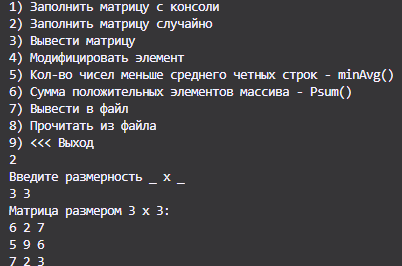 1) Заполнить матрицу с консоли
2) Заполнить матрицу случайно
3) Вывести матрицу
4) Модифицировать элемент
5) Кол-во чисел меньше среднего четных строк - minAvg()
6) Сумма положительных элементов массива - Psum()
7) Вывести в файл
8) Прочитать из файла
9) <<< Выход
2
Введите размерность _ x _
3 3
Матрица размером 3 x 3:
6 2 7
5 9 6
7 2 3